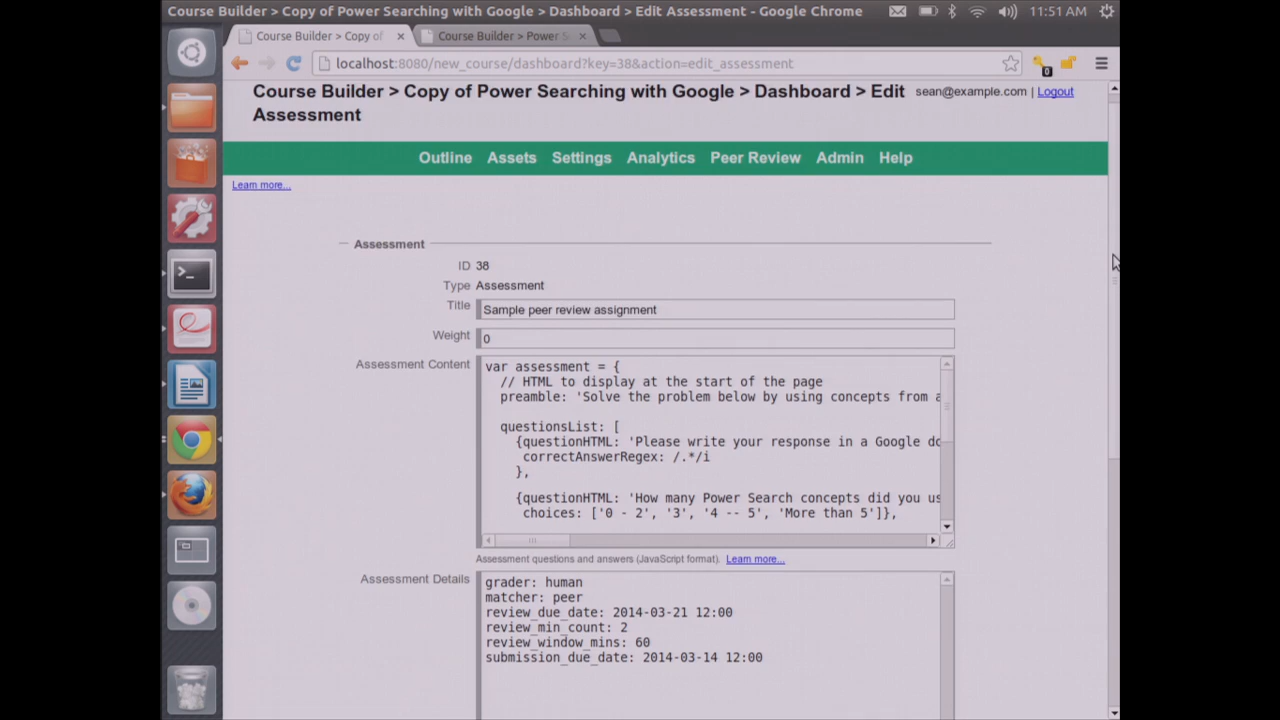 Course Builder > Copy of Power Searching with Google > Dashboard > Edit Assessment - Google Chrome
11:51 AM
Course Builder > Copy of
Course Builder > Power S
localhost:8080/new_course/dashboard?key=38&action=edit_assessment
0
Course Builder > Copy of Power Searching with Google > Dashboard > Edit
Assessment
sean@example.com | Logout
Outline Assets Settings Analytics Peer Review Admin Help
Learn more...
Assessment
ID 38
Type Assessment
Title Sample peer review assignment
Weight 0
Assessment Content
var assessment = {
// HTML to display at the start of the page
preamble: 'Solve the problem below by using concepts from a
questionsList: [
{questionHTML: 'Please write your response in a Google do
correctAnswerRegex: /.*/i
},
{questionHTML: 'How many Power Search concepts did you us
choices: ['0 - 2', '3', '4 -- 5', 'More than 5']},
Assessment questions and answers (JavaScript format). Learn more...
Assessment Details
grader: human
matcher: peer
review_due_date: 2014-03-21 12:00
review_min_count: 2
review_window_mins: 60
submission_due_date: 2014-03-14 12:00